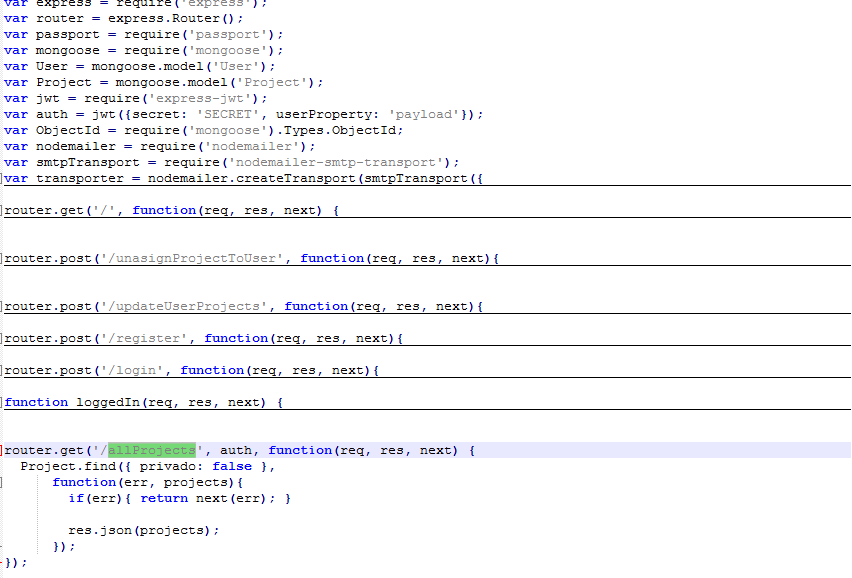 var express = require('express');
var router = express.Router();
var passport = require('passport');
var mongoose = require('mongoose');
var User = mongoose.model('User');
var Project = mongoose.model('Project');
var jwt = require('express-jwt');
var auth = jwt({secret: 'SECRET', userProperty: 'payload'});
var ObjectId = require('mongoose').Types.ObjectId;
var nodemailer = require('nodemailer');
var smtpTransport = require('nodemailer-smtp-transport');
var transporter = nodemailer.createTransport(smtpTransport({
router.get('/', function(req, res, next) {
router.post('/unasignProjectToUser', function(req, res, next){
router.post('/updateUserProjects', function(req, res, next){
router.post('/register', function(req, res, next){
router.post('/login', function(req, res, next){
function loggedIn(req, res, next) {
router.get('/allProjects', auth, function(req, res, next) {
Project.find({ privado: false },
function(err, projects){
if(err){ return next(err); }
res.json(projects);
});
});